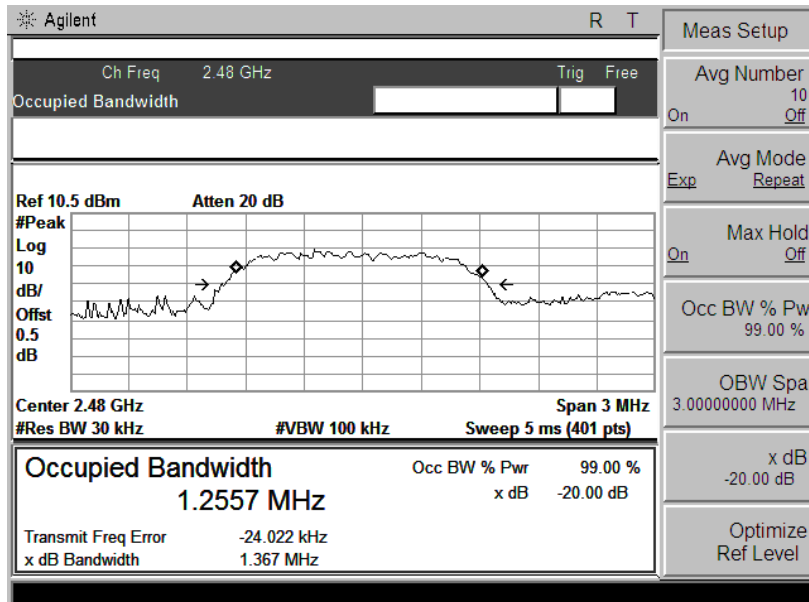 Agilent R T
Ch Freq 2.48 GHz Trig Free
Occupied Bandwidth
Ref 10.5 dBm Atten 20 dB
#Peak
Log
10
dB/
Offst
0.5
dB
Center 2.48 GHz Span 3 MHz
#Res BW 30 kHz #VBW 100 kHz Sweep 5 ms (401 pts)
Occupied Bandwidth Occ BW % Pwr 99.00 %
1.2557 MHz x dB -20.00 dB
Transmit Freq Error -24.022 kHz
x dB Bandwidth 1.367 MHz
Meas Setup
Avg Number
10
On Off
Avg Mode
Exp Repeat
Max Hold
On Off
Occ BW % Pw
99.00 %
OBW Spa
3.00000000 MHz
x dB
-20.00 dB
Optimize
Ref Level